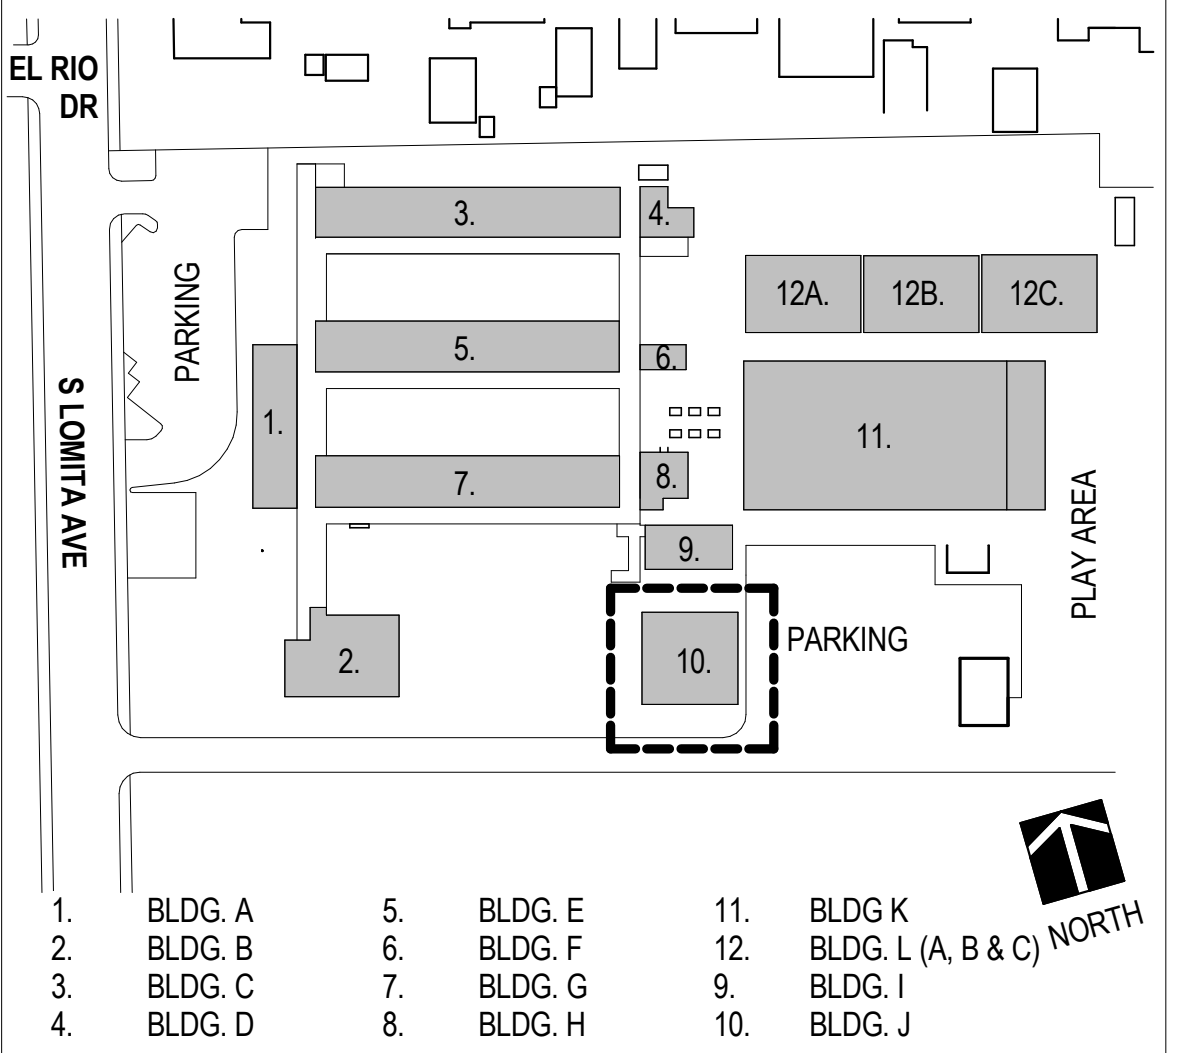 EL RIO
DR
3.
4.
PARKING
12A.
12B.
12C.
5.
6.
S LOMITA AVE
1.
11.
7.
8.
PLAY AREA
9.
2.
10.
PARKING
NORTH
1. BLDG. A
2. BLDG. B
3. BLDG. C
4. BLDG. D
5. BLDG. E
6. BLDG. F
7. BLDG. G
8. BLDG. H
11. BLDG K
12. BLDG. L (A, B & C)
9. BLDG. I
10. BLDG. J